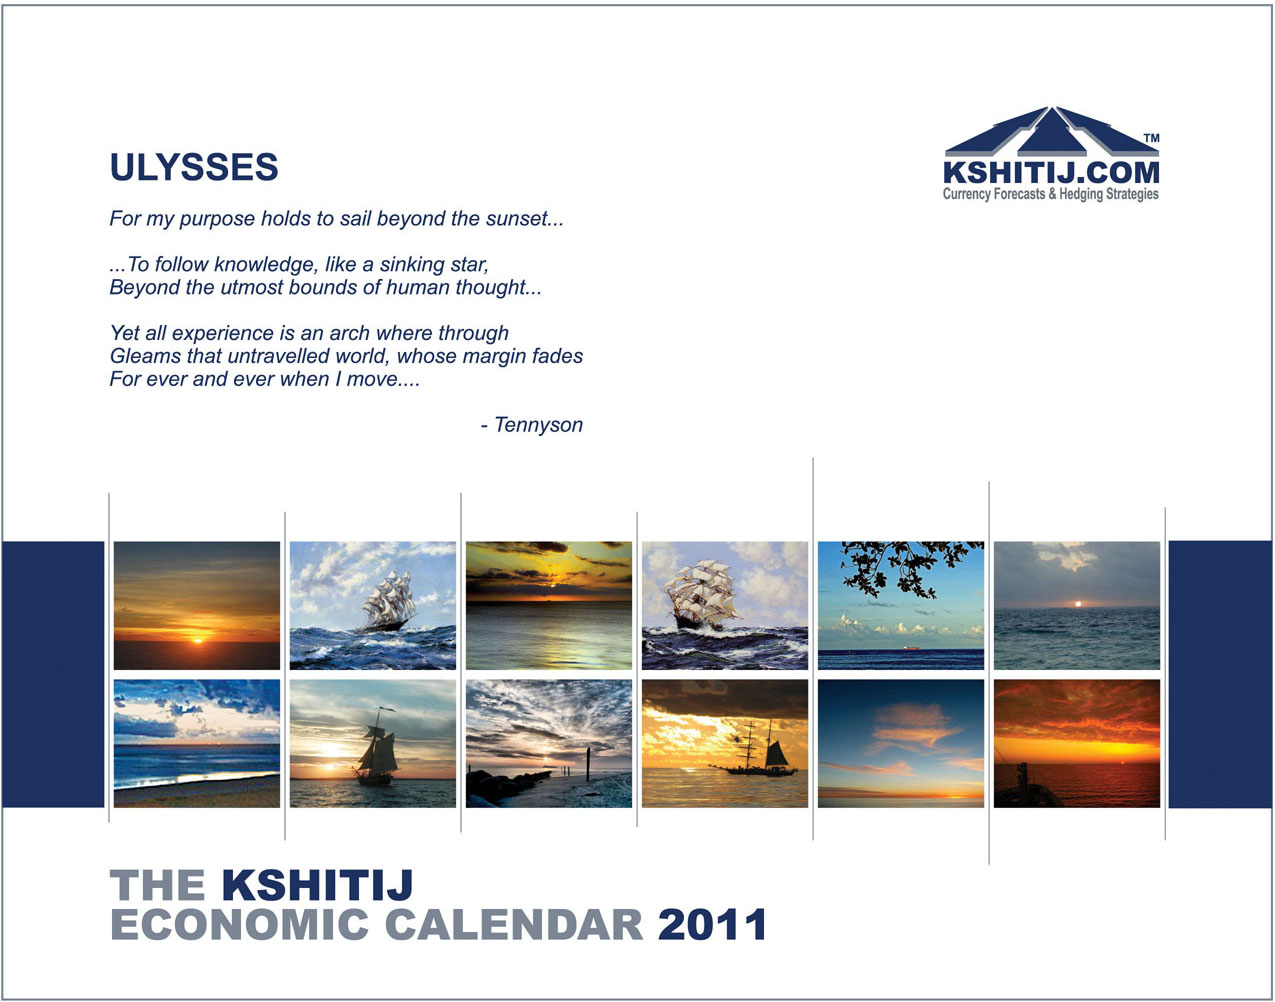 ULYSSES
For my purpose holds to sail beyond the sunset...
...To follow knowledge, like a sinking star,
Beyond the utmost bounds of human thought...
Yet all experience is an arch where through
Gleams that untravelled world, whose margin fades
For ever and ever when I move....
- Tennyson
TM
KSHITIJ.COM
Currency Forecasts & Hedging Strategies
THE KSHITIJ
ECONOMIC CALENDAR 2011